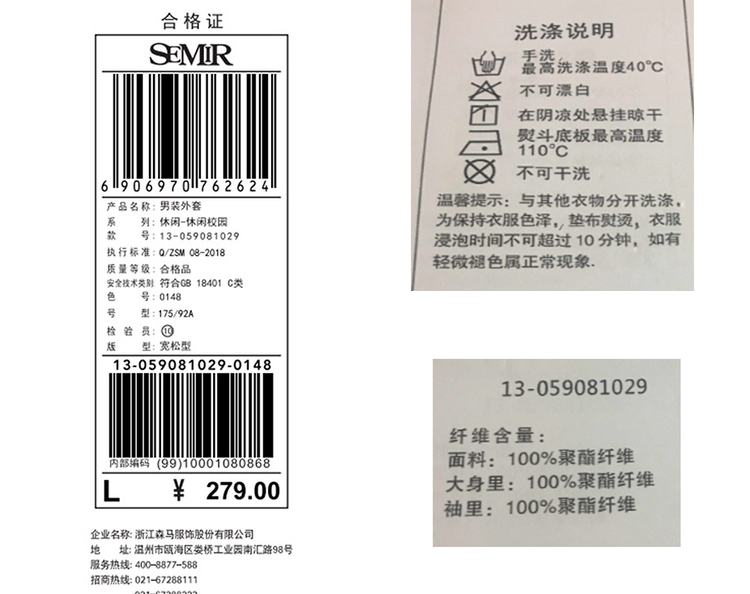 合格证
SEMIR
6 906970 762624
产品名称: 男装外套
系 列: 休闲-休闲校园
款 号: 13-059081029
执行标准: Q/ZSM 08-2018
质量等级: 合格品
安全技术类别: 符合GB 18401 C类
色 号: 0148
号 型: 175/92A
检 验 员: ⑩
版 型: 宽松型
13-059081029-0148
内部编码 (99)10001080868
L ¥ 279.00
企业名称: 浙江森马服饰股份有限公司
地 址: 温州市瓯海区娄桥工业园南汇路98号
服务热线: 400-8877-588
招商热线: 021-67288111
洗涤说明
手洗,
最高洗涤温度40℃
不可漂白
在阴凉处悬挂晾干
熨斗底板最高温度
110℃
不可干洗
温馨提示: 与其他衣物分开洗涤,
为保持衣服色泽,垫布熨烫,衣服
浸泡时间不可超过10分钟,如有
轻微褪色属正常现象.
13-059081029
纤维含量:
面料: 100%聚酯纤维
大身里: 100%聚酯纤维
袖里: 100%聚酯纤维